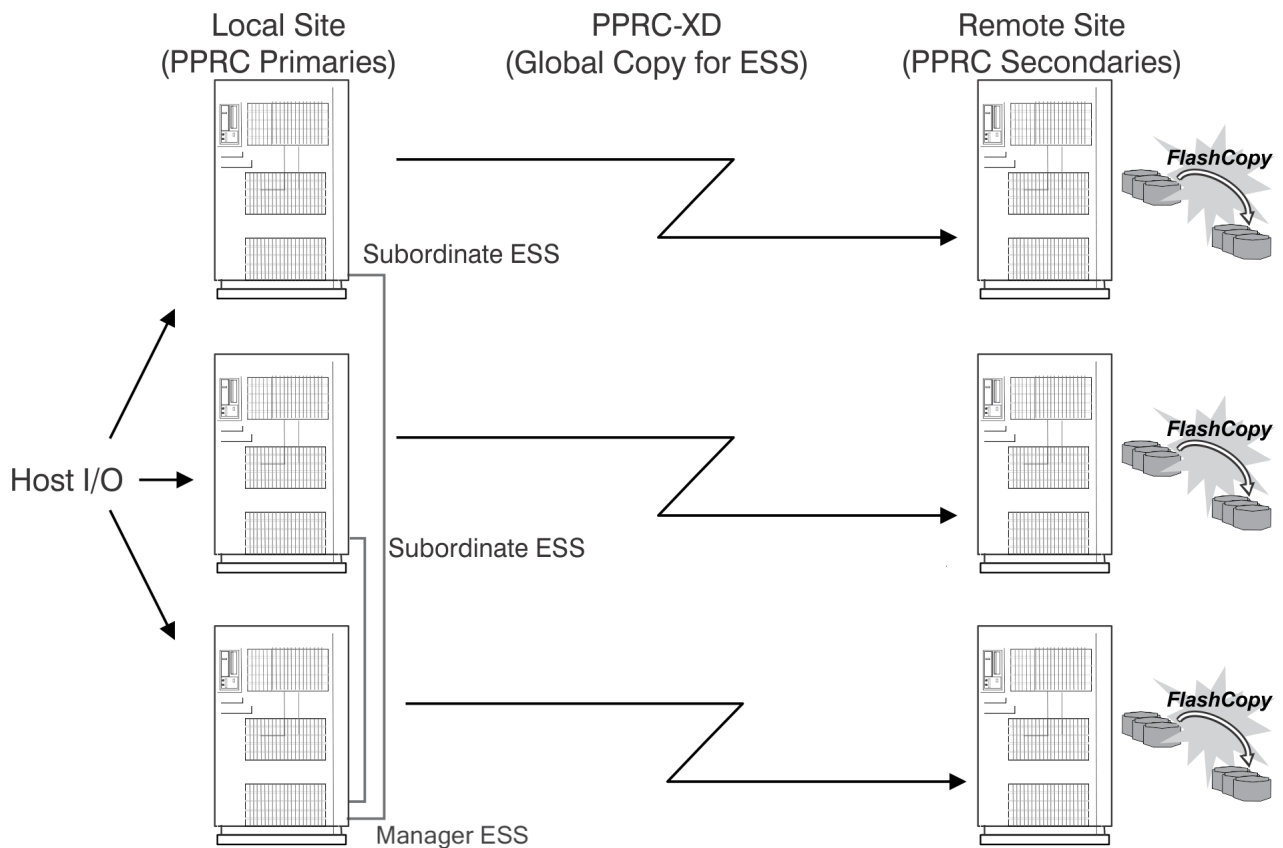 Local Site
(PPRC Primaries)
PPRC-XD
(Global Copy for ESS)
Remote Site
(PPRC Secondaries)
FlashCopy
Subordinate ESS
FlashCopy
Host I/O
Subordinate ESS
FlashCopy
Manager ESS